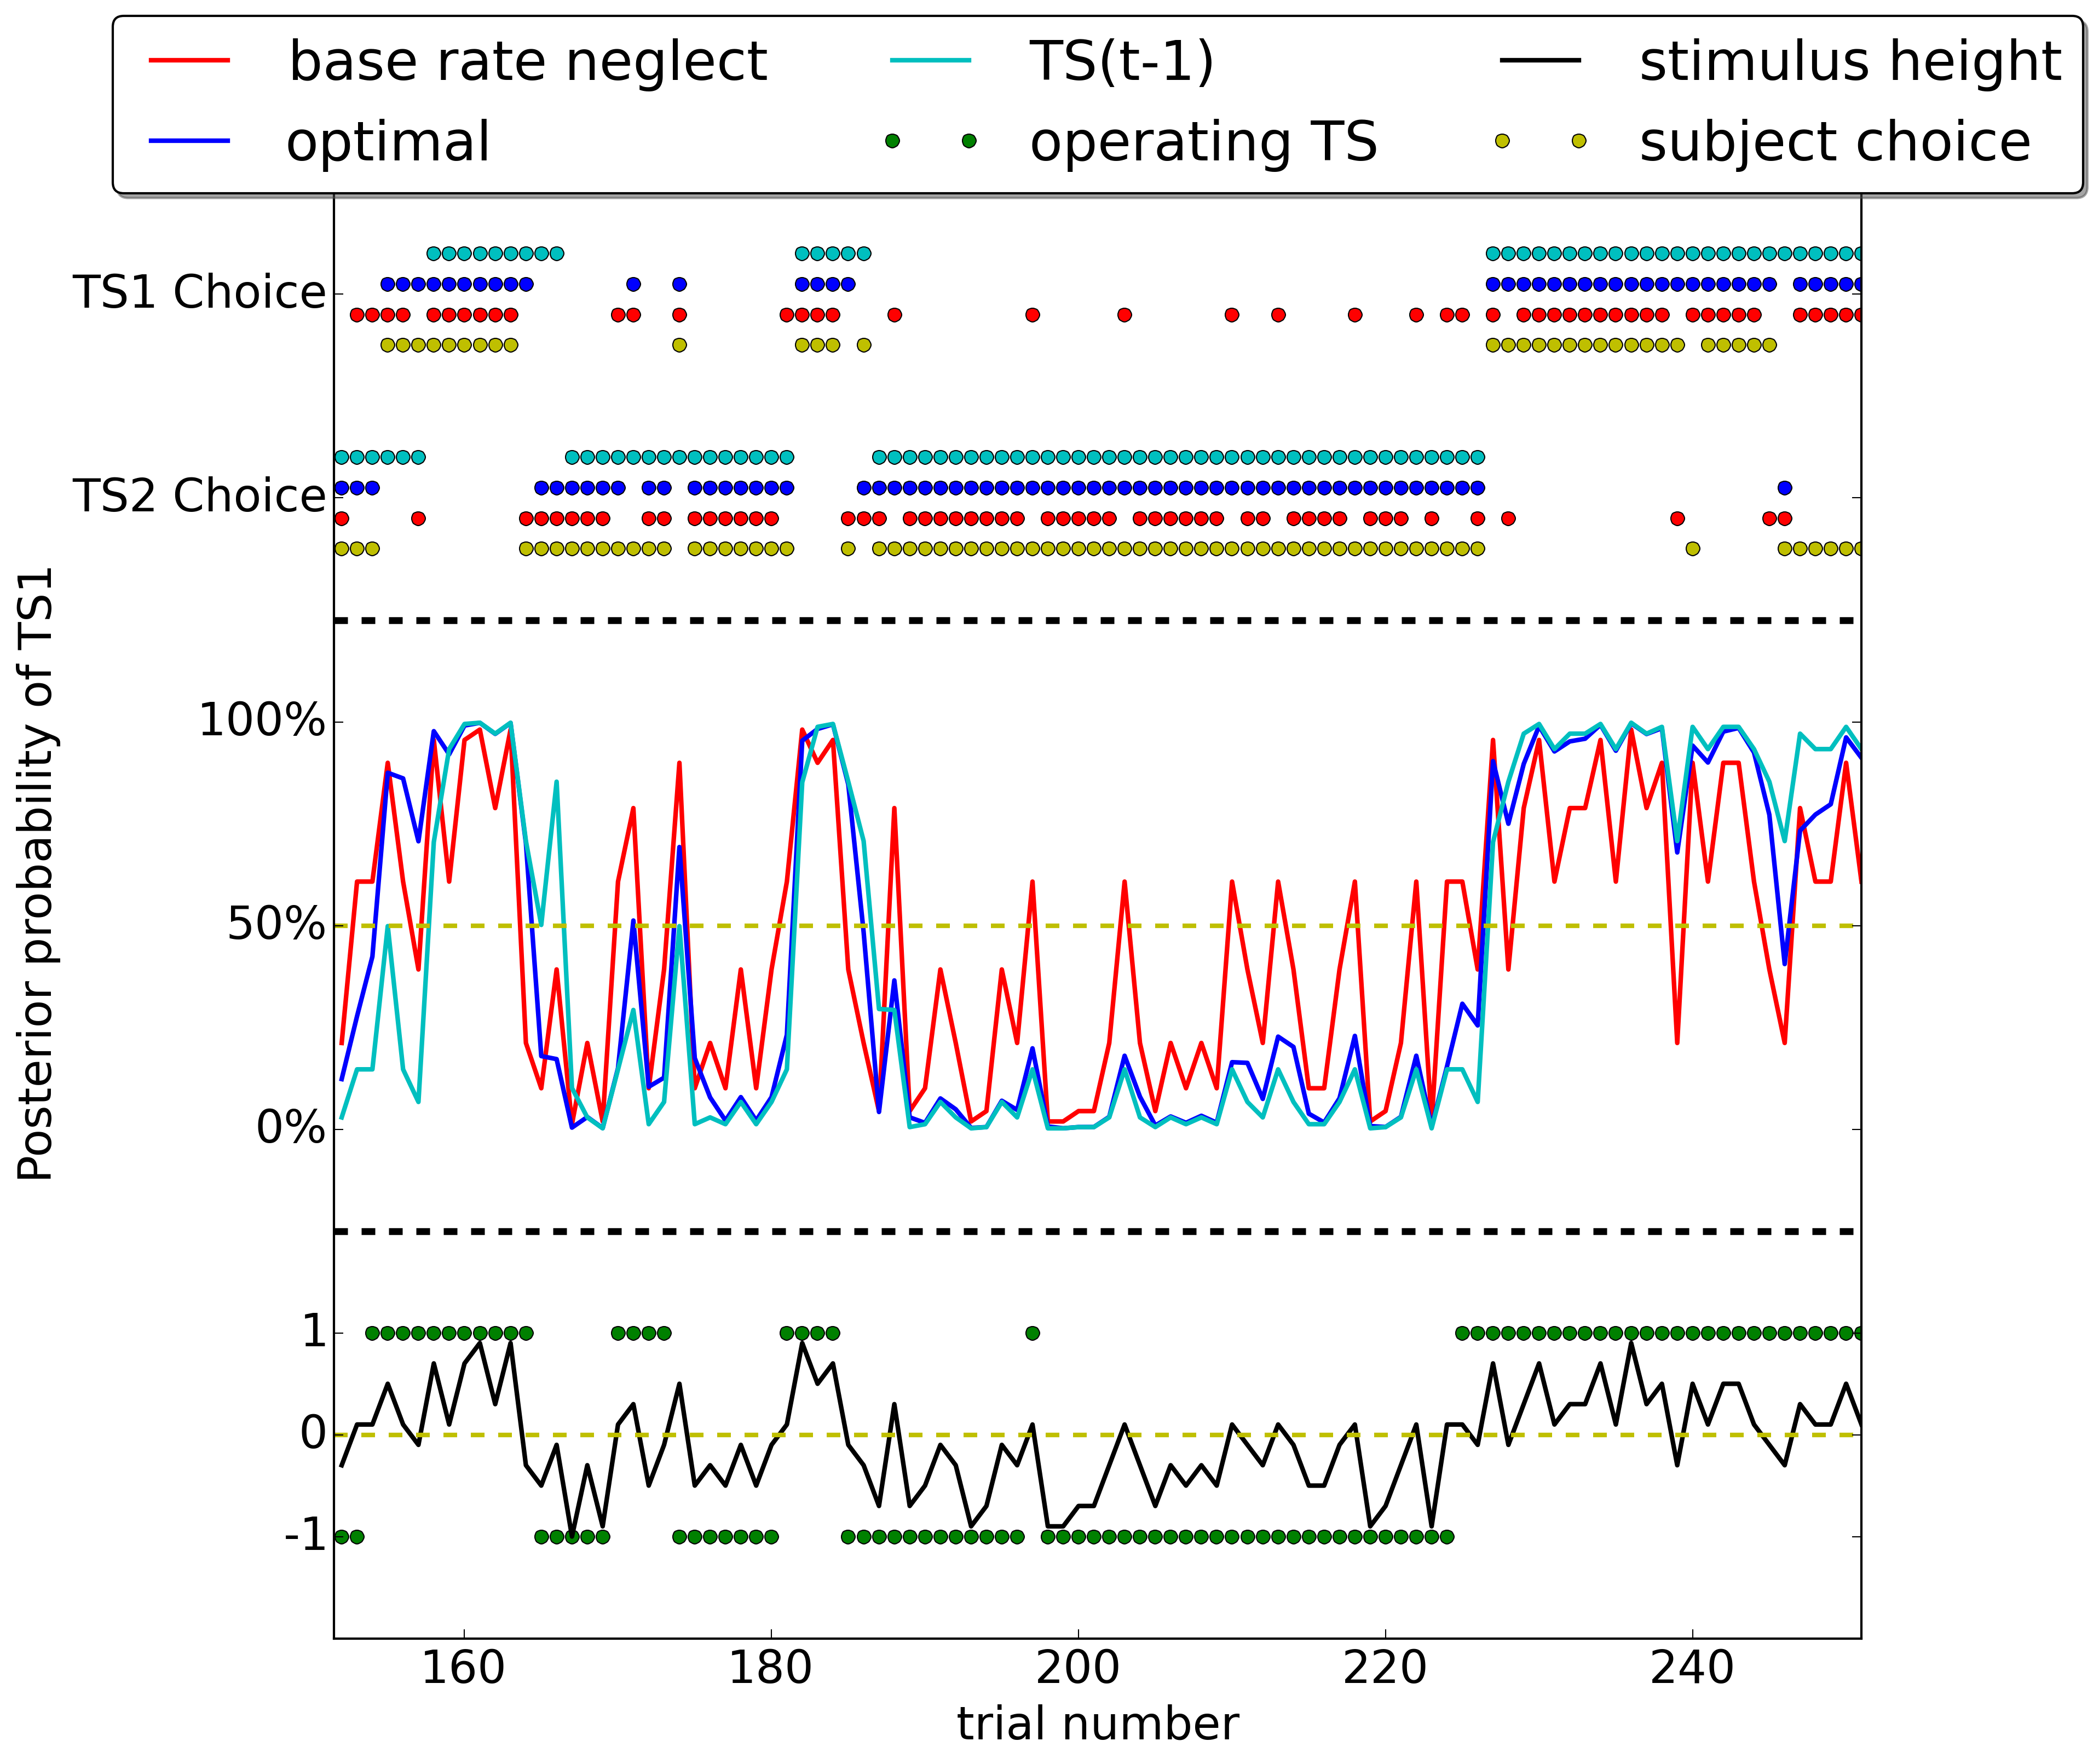 base rate neglect
TS(t-1)
stimulus height
optimal
operating TS
subject choice
TS1 Choice
TS2 Choice
Posterior probability of TS1
100%
50%
0%
1
0
-1
160
180
200
220
240
trial number